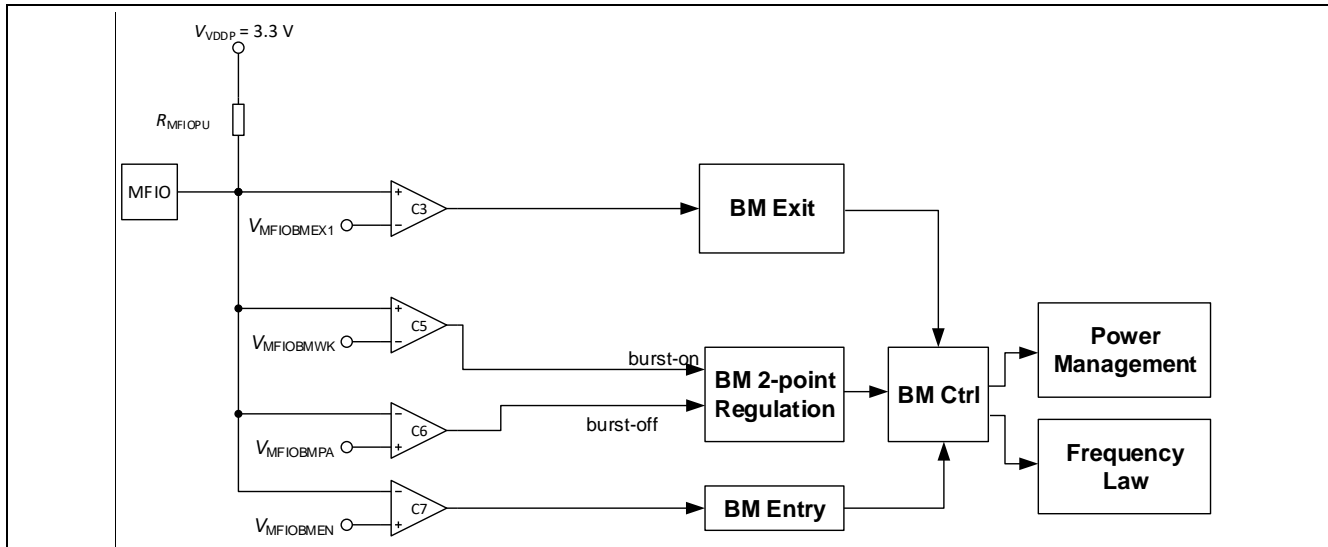 VVDDP = 3.3 V
RMFIOPU
MFIO
+
−
C3
VMFIOBMEX1
BM Exit
+
−
C5
VMFIOBMWK
burst-on
BM 2-point
Regulation
BM Ctrl
Power
Management
−
+
C6
VMFIOBMPA
burst-off
Frequency
Law
−
+
C7
VMFIOBMEN
BM Entry